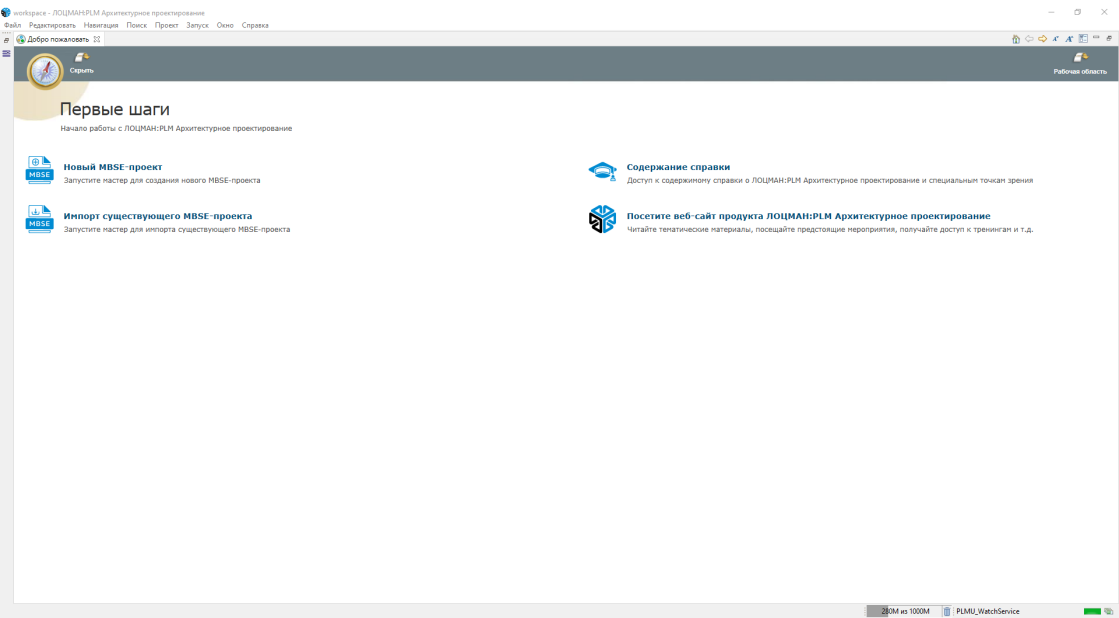 workspace - ЛОЦМАН:PLM Архитектурное проектирование
Файл Редактировать Навигация Поиск Проект Запуск Окно Справка
Добро пожаловать
Скрыть
Рабочая область
Первые шаги
Начало работы с ЛОЦМАН:PLM Архитектурное проектирование
MBSE
Новый MBSE-проект
Запустите мастер для создания нового MBSE-проекта
Содержание справки
Доступ к содержимому справки о ЛОЦМАН:PLM Архитектурное проектирование и специальным точкам зрения
MBSE
Импорт существующего MBSE-проекта
Запустите мастер для импорта существующего MBSE-проекта
Посетите веб-сайт продукта ЛОЦМАН:PLM Архитектурное проектирование
Читайте тематические материалы, посещайте предстоящие мероприятия, получайте доступ к тренингам и т.д.
280M из 1000M
PLMU_WatchService